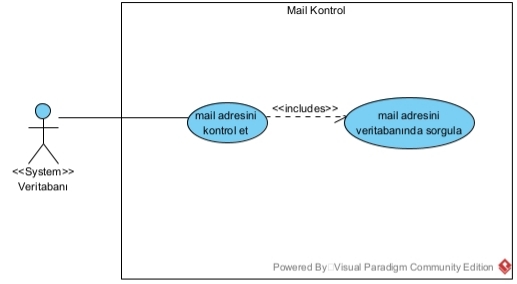 Mail Kontrol
mail adresini
kontrol et
<<includes>>
mail adresini
veritabanında sorgula
<<System>>
Veritabanı
Powered By Visual Paradigm Community Edition